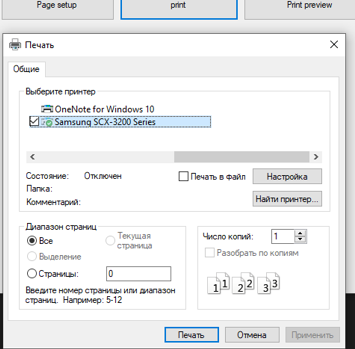 Page setup
print
Print preview
Печать
Общие
Выберите принтер
OneNote for Windows 10
Samsung SCX-3200 Series
Состояние: Отключен
Печать в файл
Настройка
Папка:
Комментарий:
Найти принтер...
Диапазон страниц
Все
Текущая страница
Выделение
Страницы: 0
Введите номер страницы или диапазон
страниц. Например: 5-12
Число копий: 1
Разобрать по копиям
1 1 2 2 3 3
Печать
Отмена
Применить